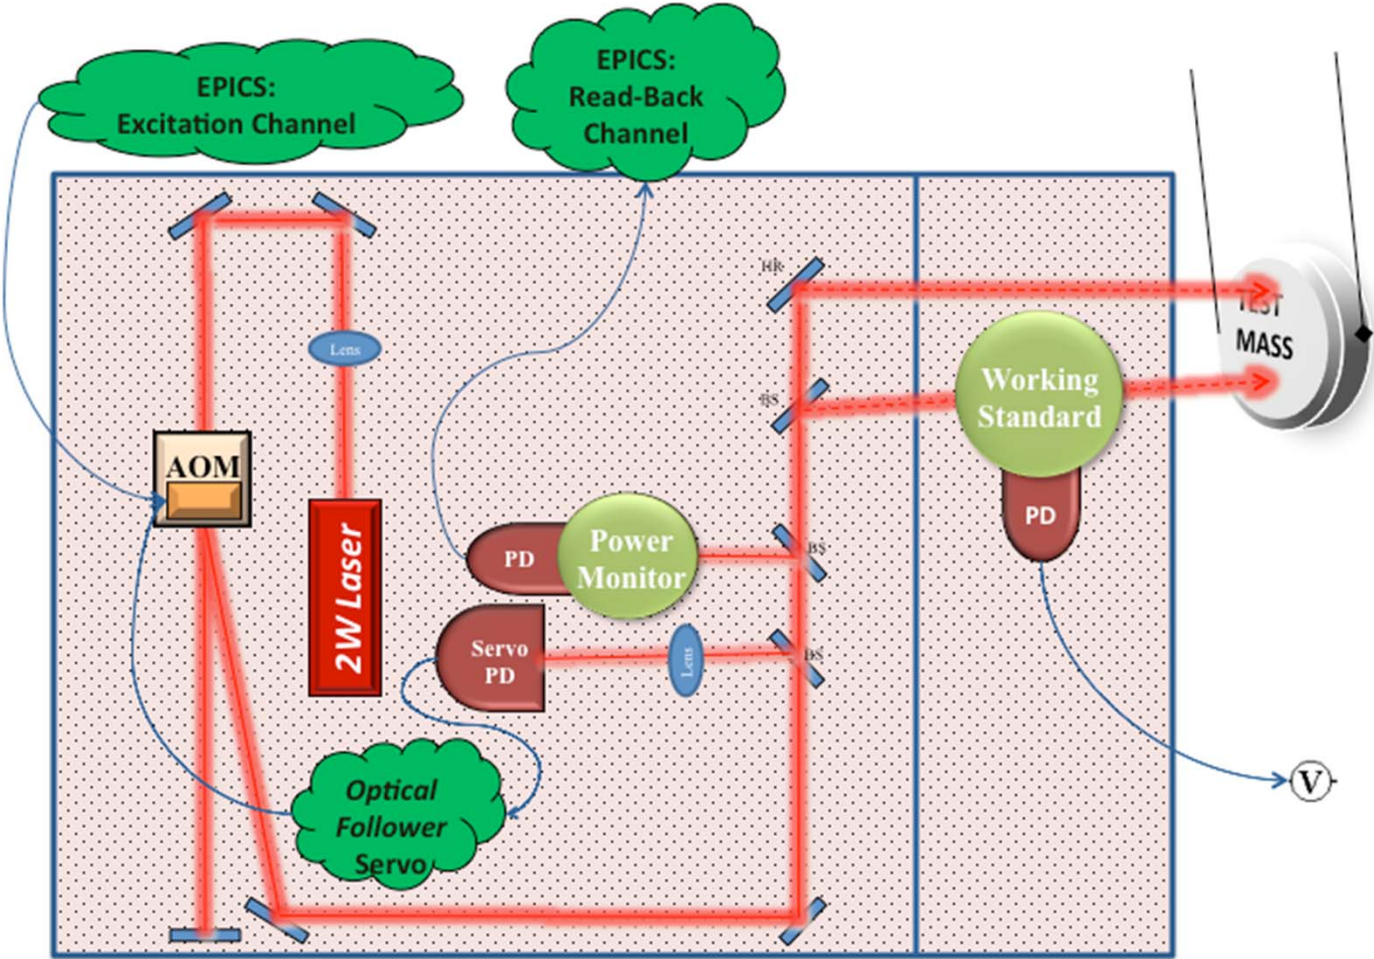 EPICS:
Excitation Channel
EPICS:
Read-Back
Channel
HR
Lens
TEST
MASS
BS
Working
Standard
AOM
2W Laser
PD
Power
Monitor
BS
PD
Servo
PD
Lens
BS
Optical
Follower
Servo
V